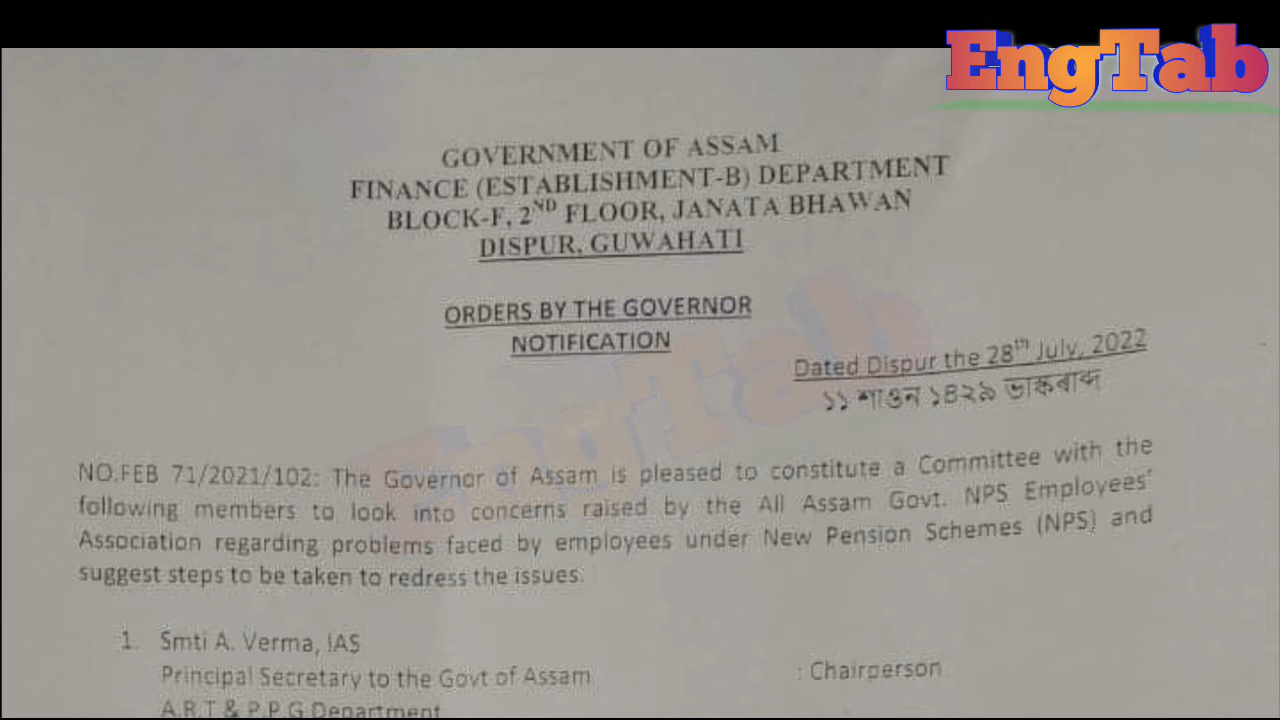 EngTab
GOVERNMENT OF ASSAM
FINANCE (ESTABLISHMENT-B) DEPARTMENT
BLOCK-F, 2ND FLOOR, JANATA BHAWAN
DISPUR, GUWAHATI
ORDERS BY THE GOVERNOR
NOTIFICATION
Dated Dispur the 28th July, 2022
১১ শাওন ১৪২৯ ভাস্কৰাব্দ
EngTab
NO.FEB 71/2021/102: The Governor of Assam is pleased to constitute a Committee with the
following members to look into concerns raised by the All Assam Govt. NPS Employees'
Association regarding problems faced by employees under New Pension Schemes (NPS) and
suggest steps to be taken to redress the issues.
1. Smti A. Verma, IAS
Principal Secretary to the Govt of Assam : Chairperson
A.R.T & P.P.G Department